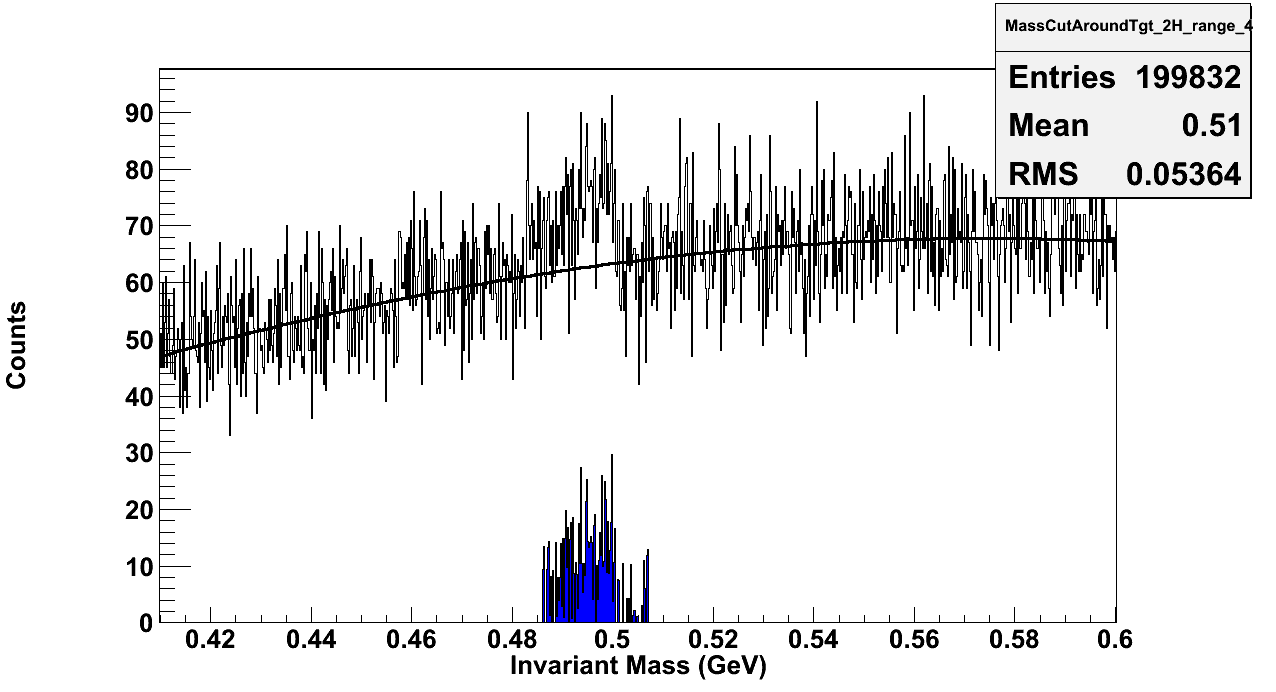 MassCutAroundTgt_2H_range_4
Entries 199832
Mean 0.51
RMS 0.05364
Counts
90
80
70
60
50
40
30
20
10
0
0.42 0.44 0.46 0.48 0.5 0.52 0.54 0.56 0.58 0.6
Invariant Mass (GeV)